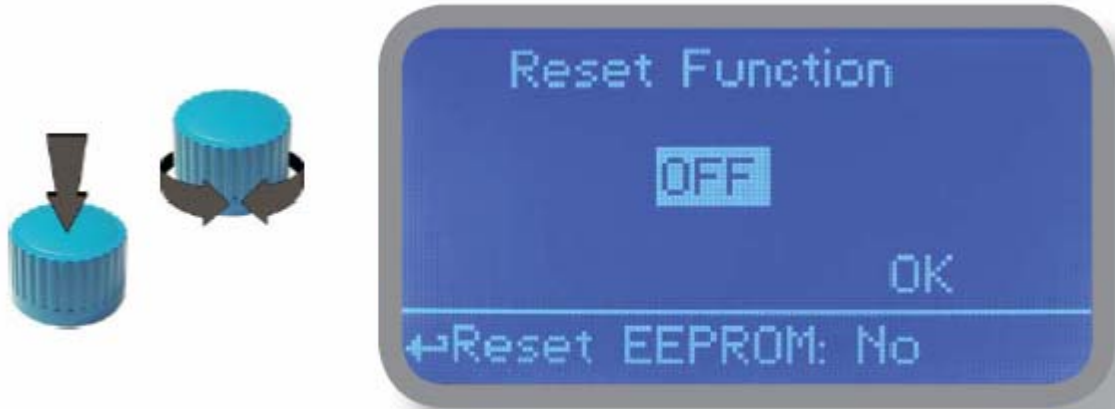 Reset Function
OFF
OK
↵Reset EEPROM: No